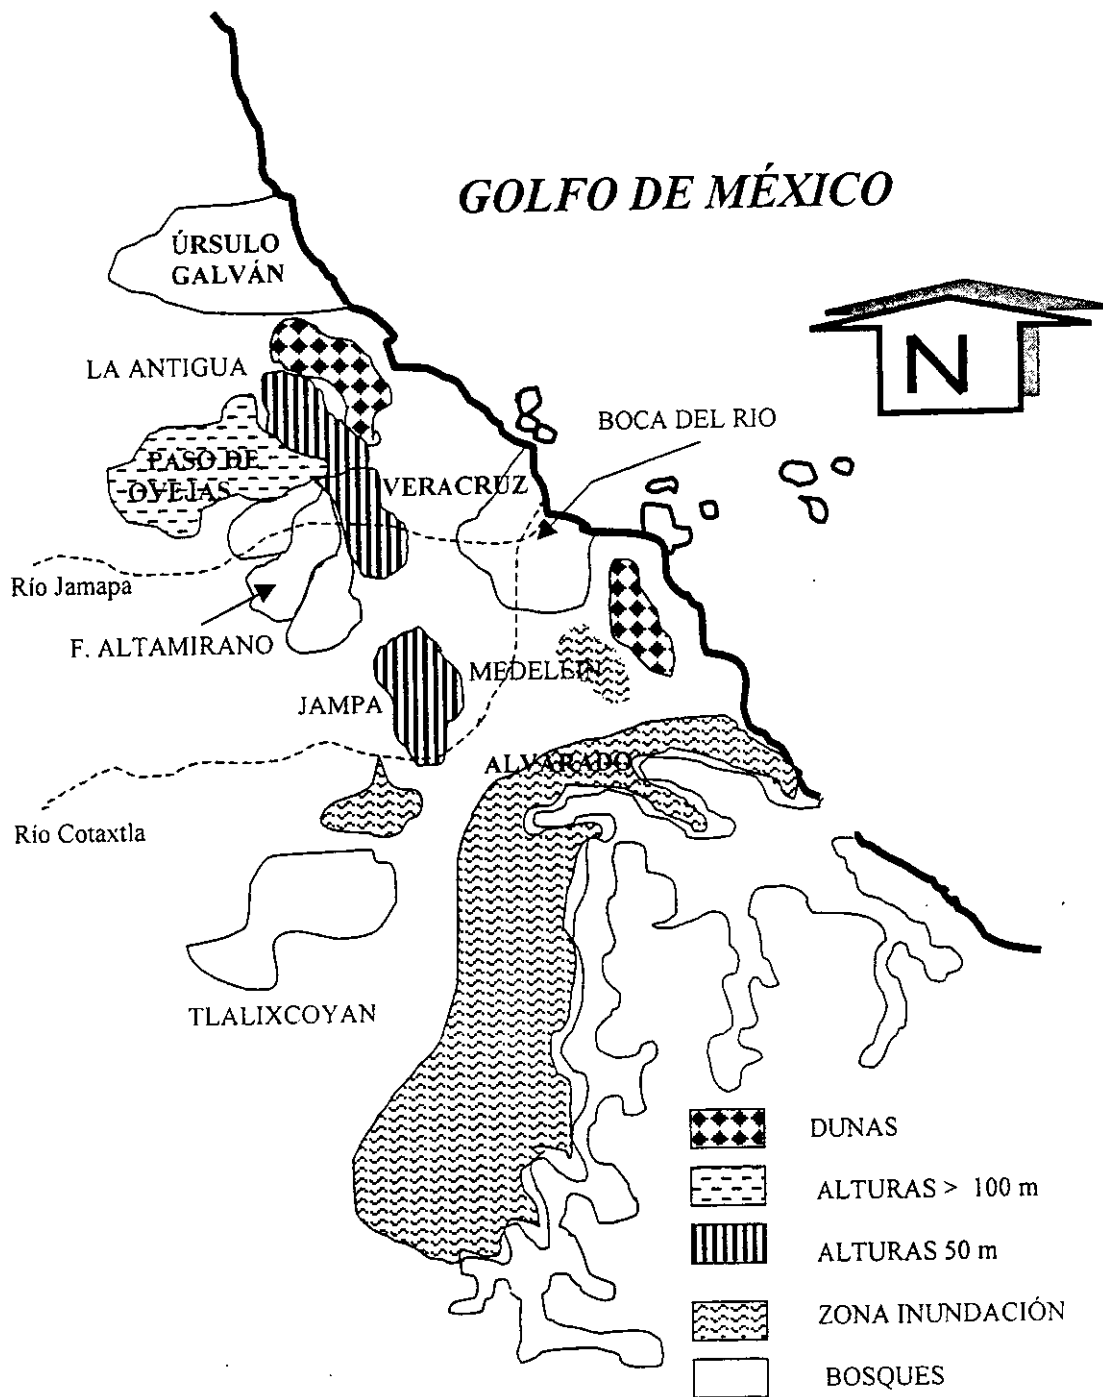 GOLFO DE MÉXICO
ÚRSULO
GALVÁN
N
LA ANTIGUA
BOCA DEL RIO
PASO DE
OVEJAS
VERACRUZ
Río Jamapa
F. ALTAMIRANO
MEDELLIN
JAMPA
ALVARADO
Río Cotaxtla
TLALIXCOYAN
DUNAS
ALTURAS > 100 m
ALTURAS 50 m
ZONA INUNDACIÓN
BOSQUES